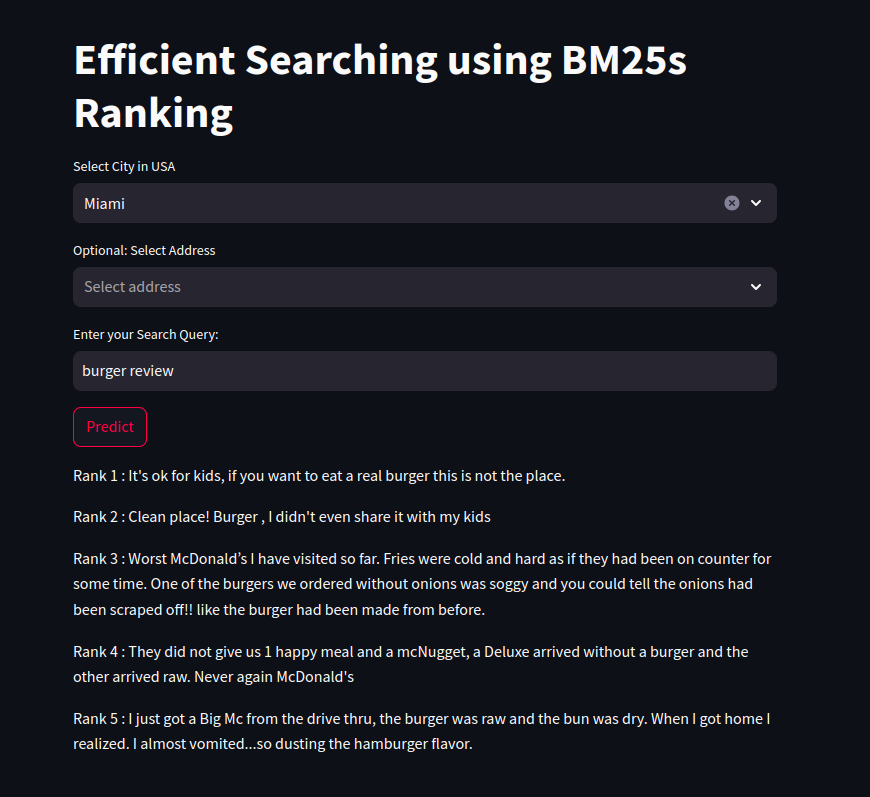 Efficient Searching using BM25s
Ranking
Select City in USA
Miami
Optional: Select Address
Select address
Enter your Search Query:
burger review
Predict
Rank 1 : It's ok for kids, if you want to eat a real burger this is not the place.
Rank 2 : Clean place! Burger , I didn't even share it with my kids
Rank 3 : Worst McDonald’s I have visited so far. Fries were cold and hard as if they had been on counter for
some time. One of the burgers we ordered without onions was soggy and you could tell the onions had
been scraped off!! like the burger had been made from before.
Rank 4 : They did not give us 1 happy meal and a mcNugget, a Deluxe arrived without a burger and the
other arrived raw. Never again McDonald's
Rank 5 : I just got a Big Mc from the drive thru, the burger was raw and the bun was dry. When I got home I
realized. I almost vomited...so dusting the hamburger flavor.